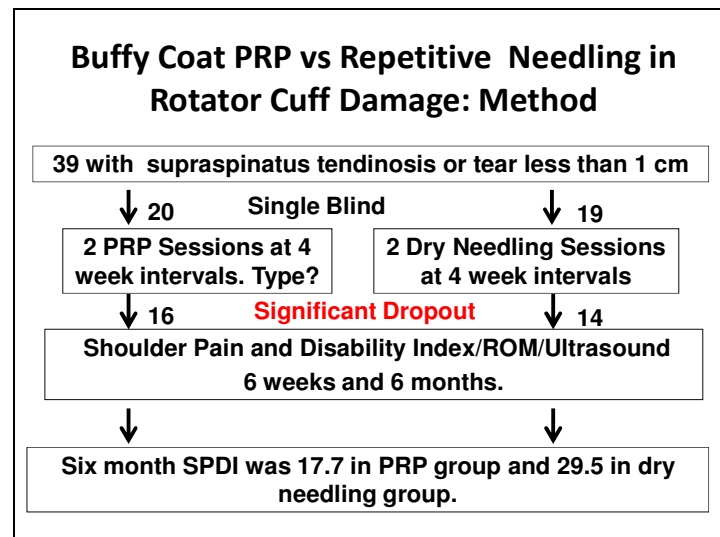 Buffy Coat PRP vs Repetitive Needling in
Rotator Cuff Damage: Method
39 with supraspinatus tendinosis or tear less than 1 cm
20 Single Blind 19
2 PRP Sessions at 4
week intervals. Type?
2 Dry Needling Sessions
at 4 week intervals
16 Significant Dropout 14
Shoulder Pain and Disability Index/ROM/Ultrasound
6 weeks and 6 months.
Six month SPDI was 17.7 in PRP group and 29.5 in dry
needling group.